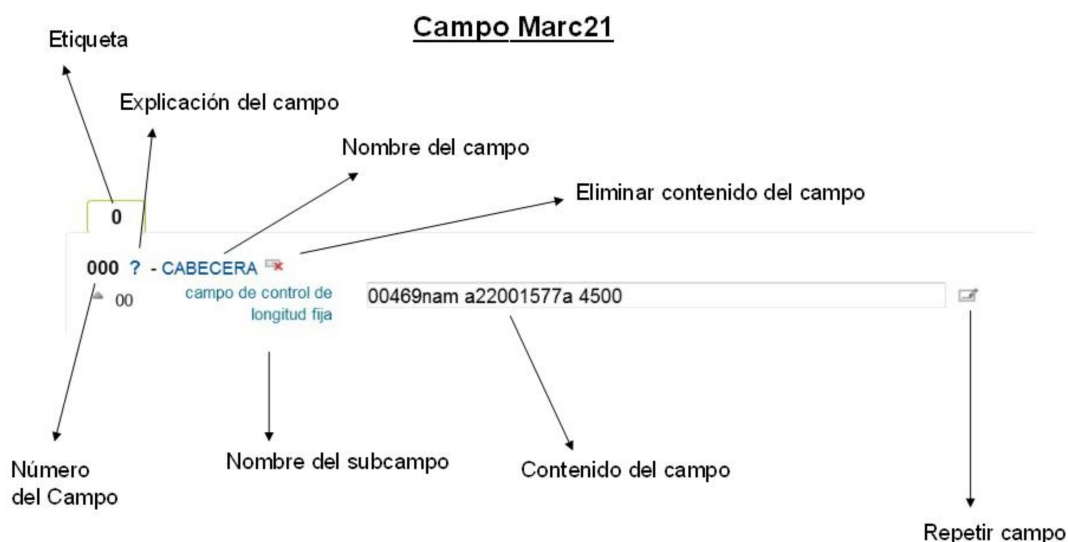 Campo Marc21
Etiqueta
Explicación del campo
Nombre del campo
Eliminar contenido del campo
0
000 ? - CABECERA
00
campo de control de
longitud fija
00469nam a22001577a 4500
Número
del Campo
Nombre del subcampo
Contenido del campo
Repetir campo